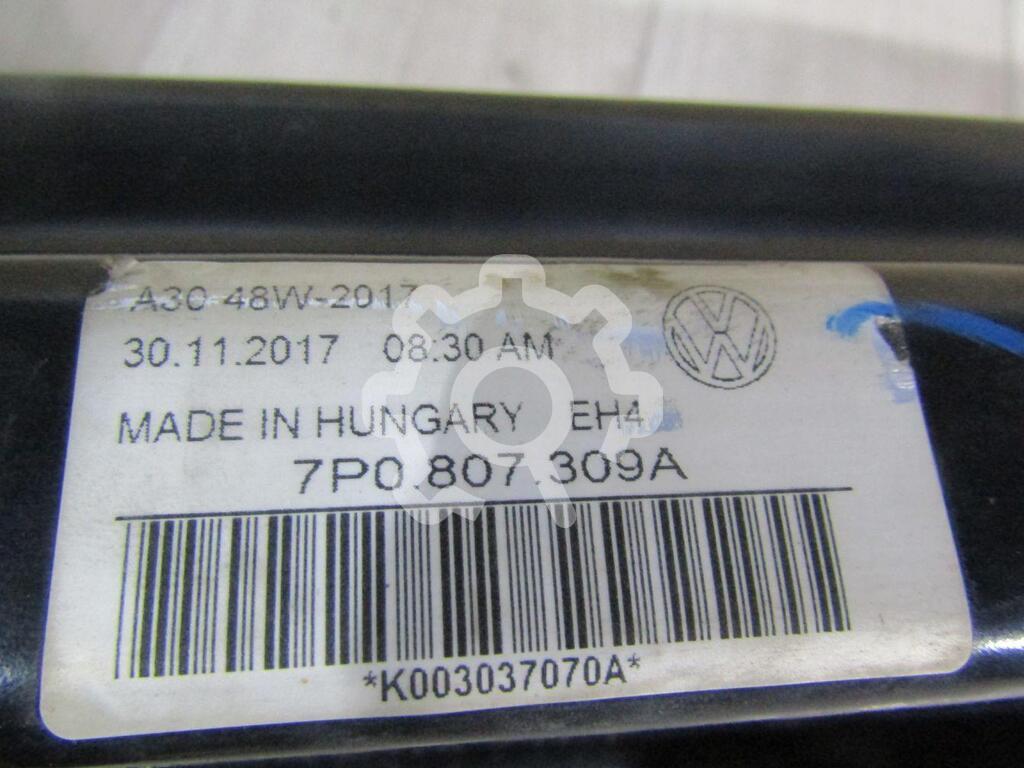 A30 48W-2017
30.11.2017 08:30 AM
MADE IN HUNGARY EH4
7P0.807.309A
*K003037070A*